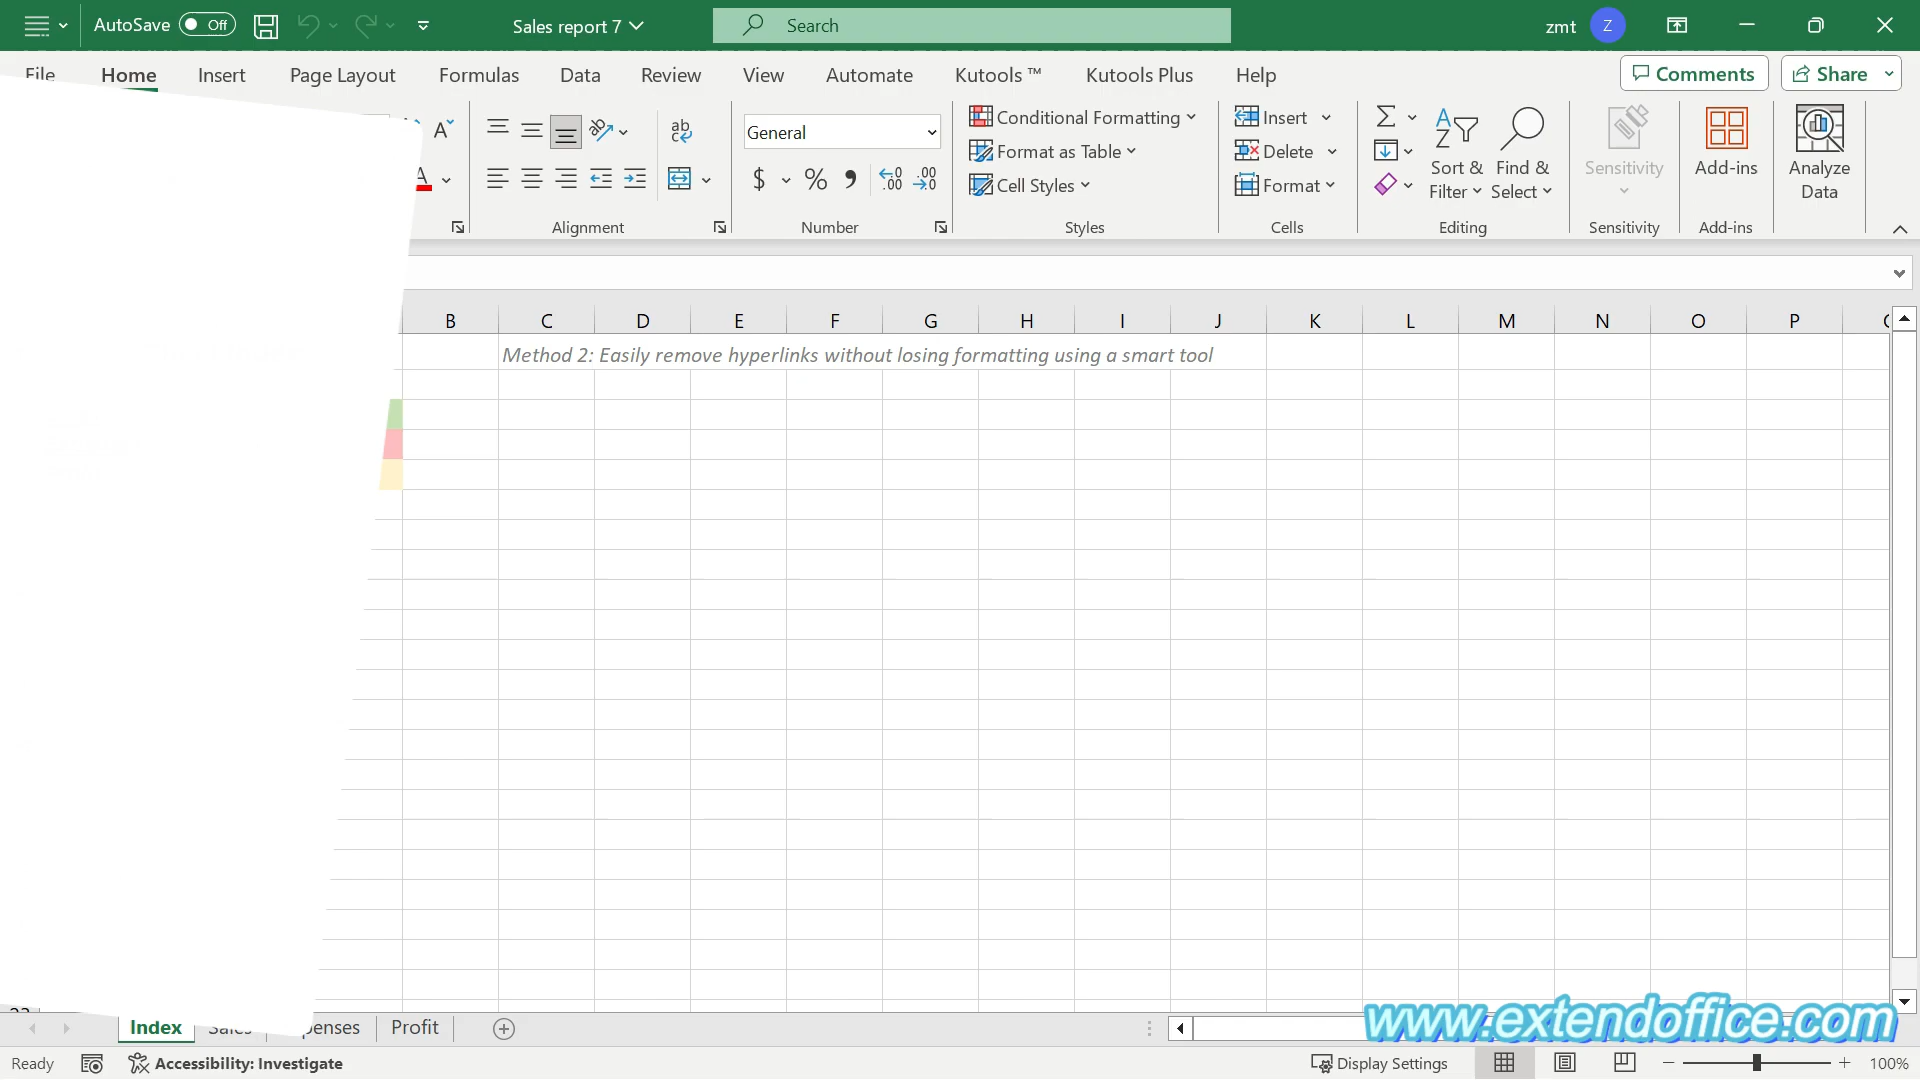 AutoSave Off Sales report 7 Search zmt Z
File Home Insert Page Layout Formulas Data Review View Automate Kutools ™ Kutools Plus Help Comments Share
A ab General Conditional Formatting Insert
Format as Table Delete
A $ % Cell Styles Format
Sort & Filter Find & Select Sensitivity Add-ins Analyze Data
Alignment Number Styles Cells Editing Sensitivity Add-ins
B C D E F G H I J K L M N O P
Method 2: Easily remove hyperlinks without losing formatting using a smart tool
Index Sales penses Profit
www.extendoffice.com
Ready Accessibility: Investigate Display Settings 100%